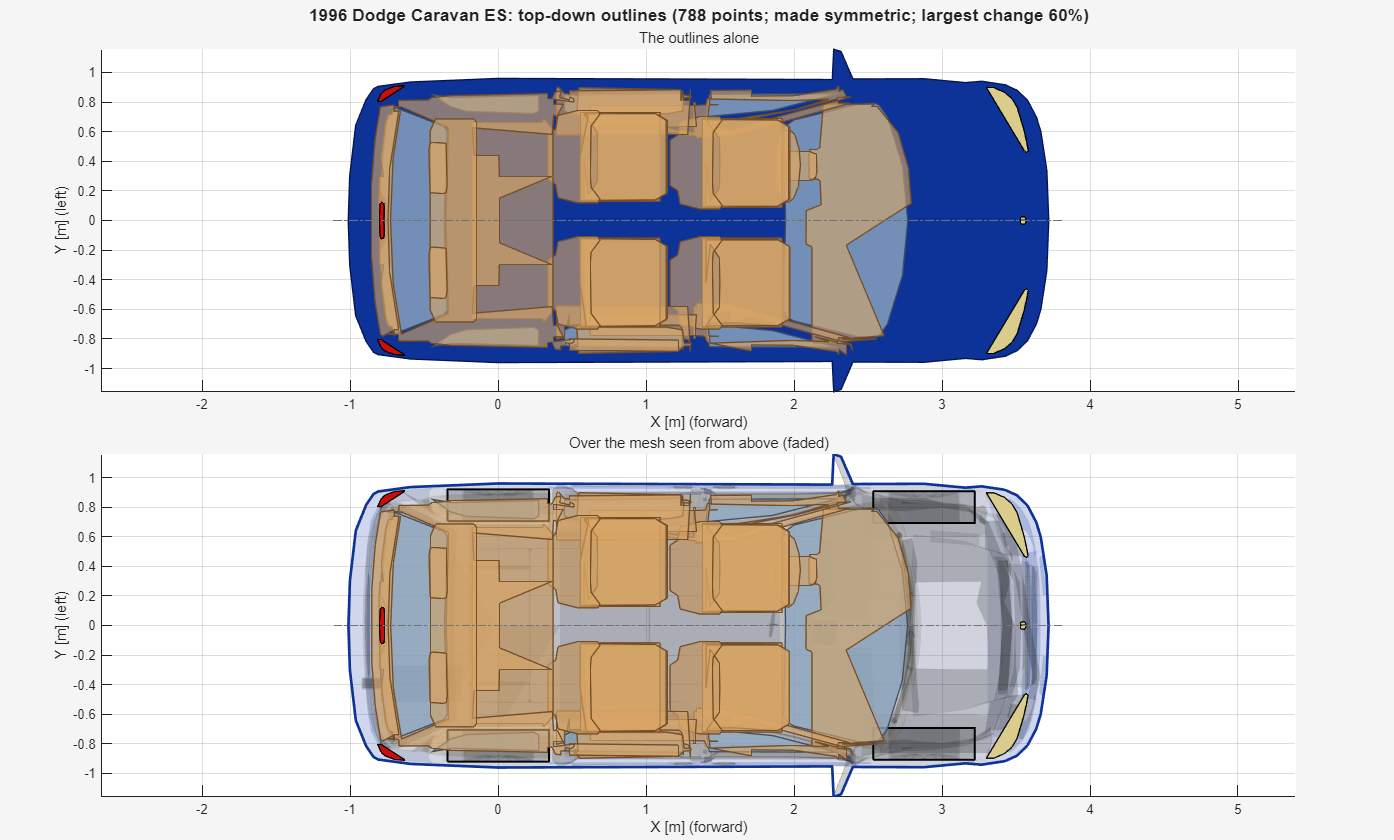 1996 Dodge Caravan ES: top-down outlines (788 points; made symmetric; largest change 60%)
The outlines alone
1
0.8
0.6
0.4
0.2
0
-0.2
-0.4
-0.6
-0.8
-1
Y [m] (left)
-2 -1 0 1 2 3 4 5
X [m] (forward)
Over the mesh seen from above (faded)
1
0.8
0.6
0.4
0.2
0
-0.2
-0.4
-0.6
-0.8
-1
Y [m] (left)
-2 -1 0 1 2 3 4 5
X [m] (forward)